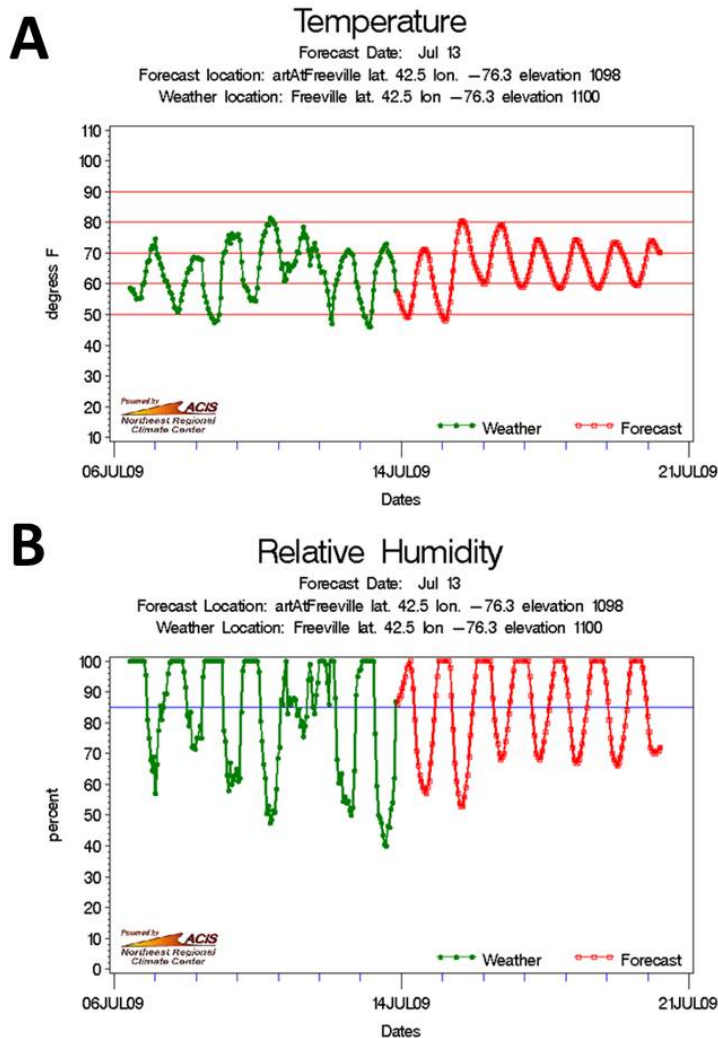 A
Temperature
Forecast Date: Jul 13
Forecast location: artAtFreeville lat. 42.5 lon. −76.3 elevation 1098
Weather location: Freeville lat. 42.5 lon −76.3 elevation 1100
110
100
90
80
70
60
50
40
30
20
10
degress F
Powered by
ACIS
Northeast Regional
Climate Center
Weather
Forecast
06JUL09
14JUL09
21JUL09
Dates
B
Relative Humidity
Forecast Date: Jul 13
Forecast Location: artAtFreeville lat. 42.5 lon. −76.3 elevation 1098
Weather Location: Freeville lat. 42.5 lon −76.3 elevation 1100
100
90
80
70
60
50
40
30
20
10
0
percent
Powered by
ACIS
Northeast Regional
Climate Center
Weather
Forecast
06JUL09
14JUL09
21JUL09
Dates